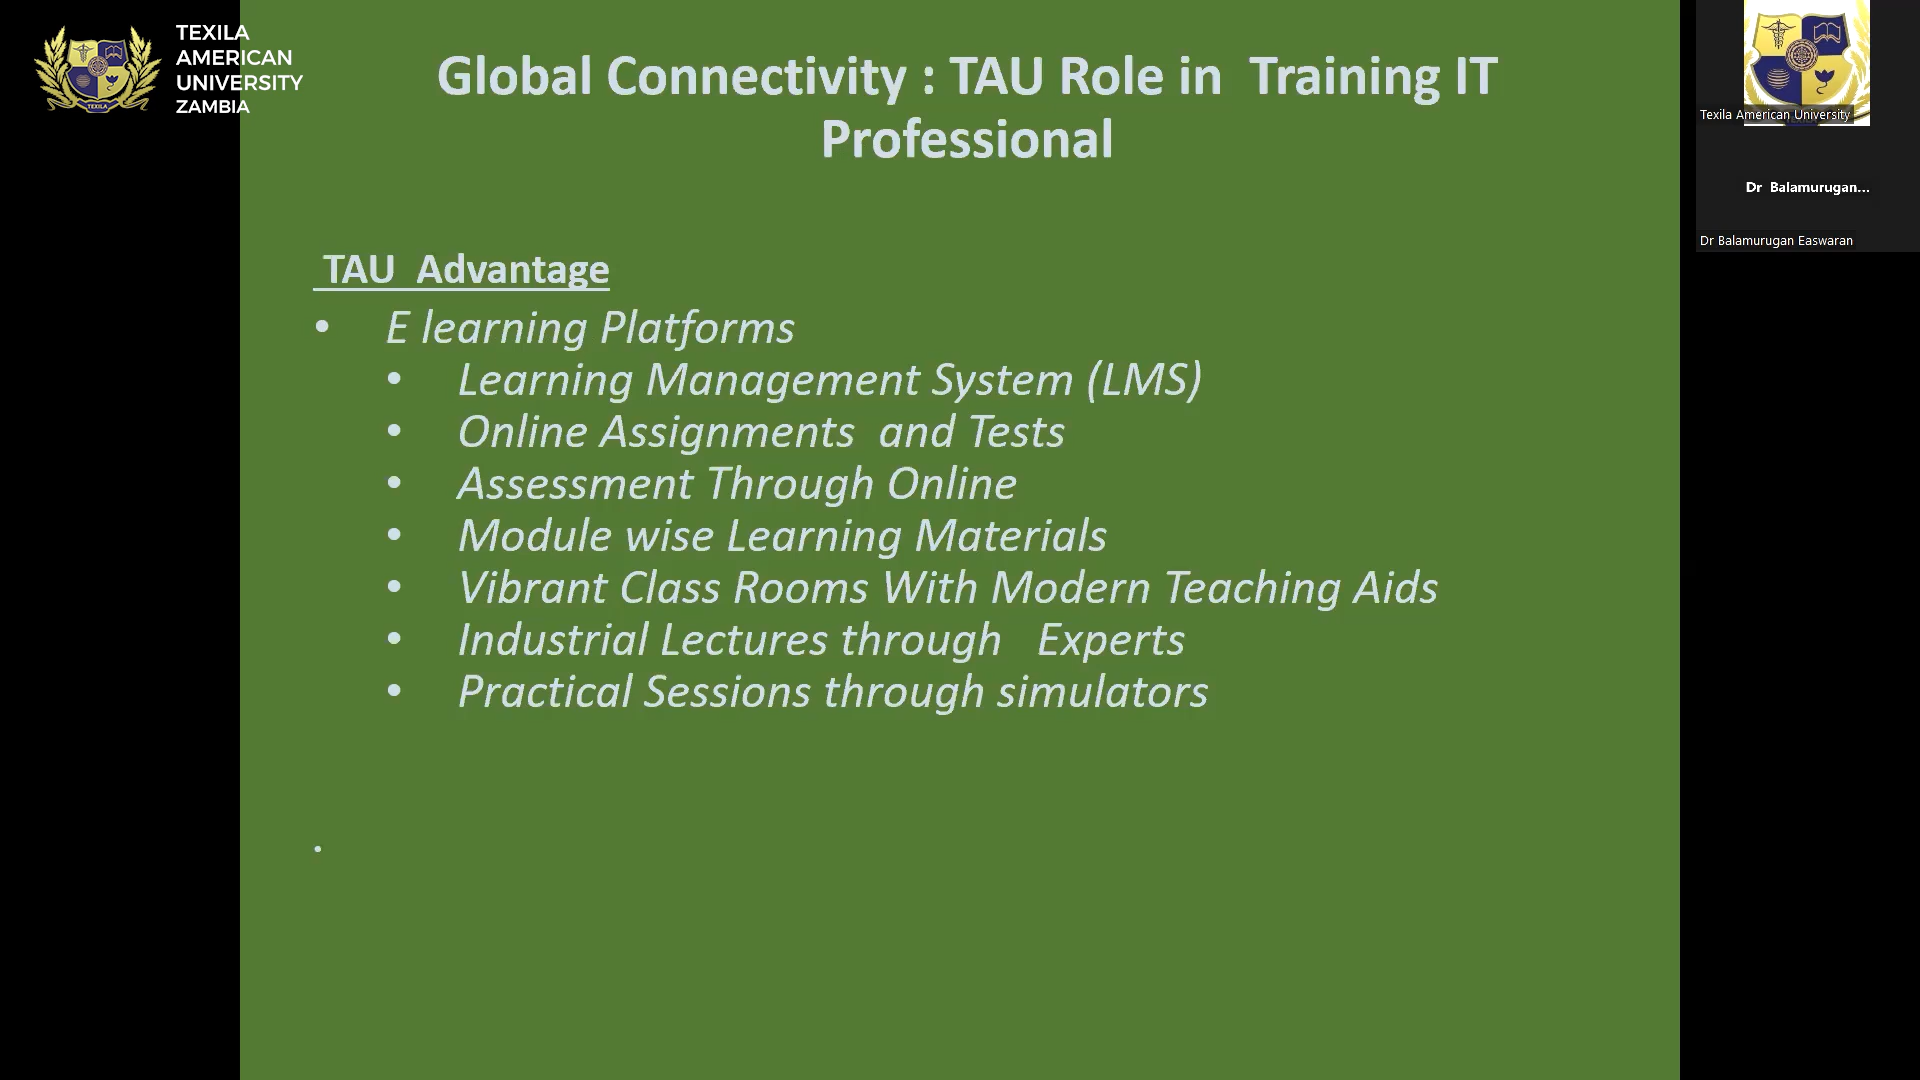 TEXILA
AMERICAN
UNIVERSITY
ZAMBIA
Global Connectivity : TAU Role in Training IT
Professional
TAU Advantage
• E learning Platforms
• Learning Management System (LMS)
• Online Assignments and Tests
• Assessment Through Online
• Module wise Learning Materials
• Vibrant Class Rooms With Modern Teaching Aids
• Industrial Lectures through Experts
• Practical Sessions through simulators
•
Texila American University
Dr Balamurugan...
Dr Balamurugan Easwaran
TEXILA